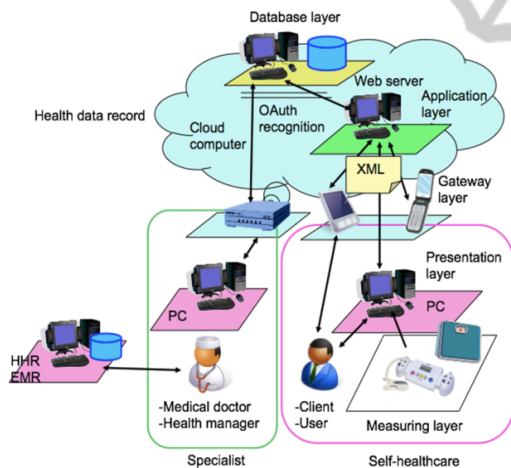 Database layer
Web server
Application
layer
Health data record
OAuth
recognition
Cloud
computer
XML
Gateway
layer
Presentation
layer
PC
PC
HHR
EMR
-Medical doctor
-Health manager
-Client
-User
Measuring layer
Specialist
Self-healthcare